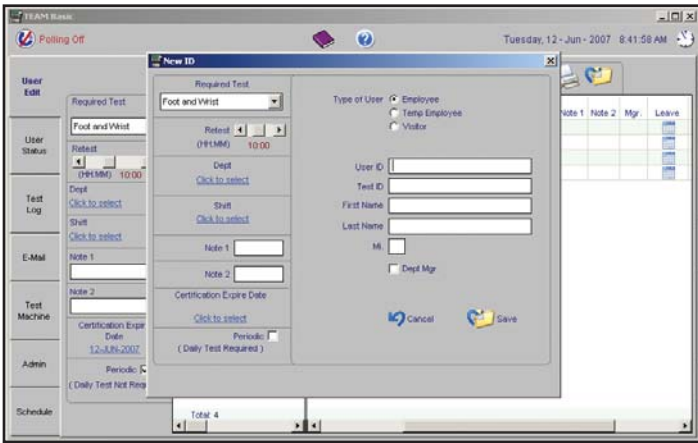 TEAM Basic
Polling Off
Tuesday, 12 - Jun - 2007 8:41:58 AM
User
Edit
User
Status
Test
Log
E-Mail
Test
Machine
Admin
Schedule
Required Test
Foot and Wrist
Retest
(HH:MM) 10:00
Dept
Click to select
Shift
Click to select
Note 1
Note 2
Certification Expir
Date
12-JUN-2007
Periodic
( Daily Test Not Req
Total: 4
New ID
Required Test
Foot and Wrist
Retest
(HH:MM) 10:00
Dept
Click to select
Shift
Click to select
Note 1
Note 2
Certification Expire Date
Click to select
Periodic
( Daily Test Required )
Type of User Employee
Temp Employee
Visitor
User ID
Test ID
First Name
Last Name
MI.
Dept Mgr
Cancel Save
Note 1 Note 2 Mgr. Leave